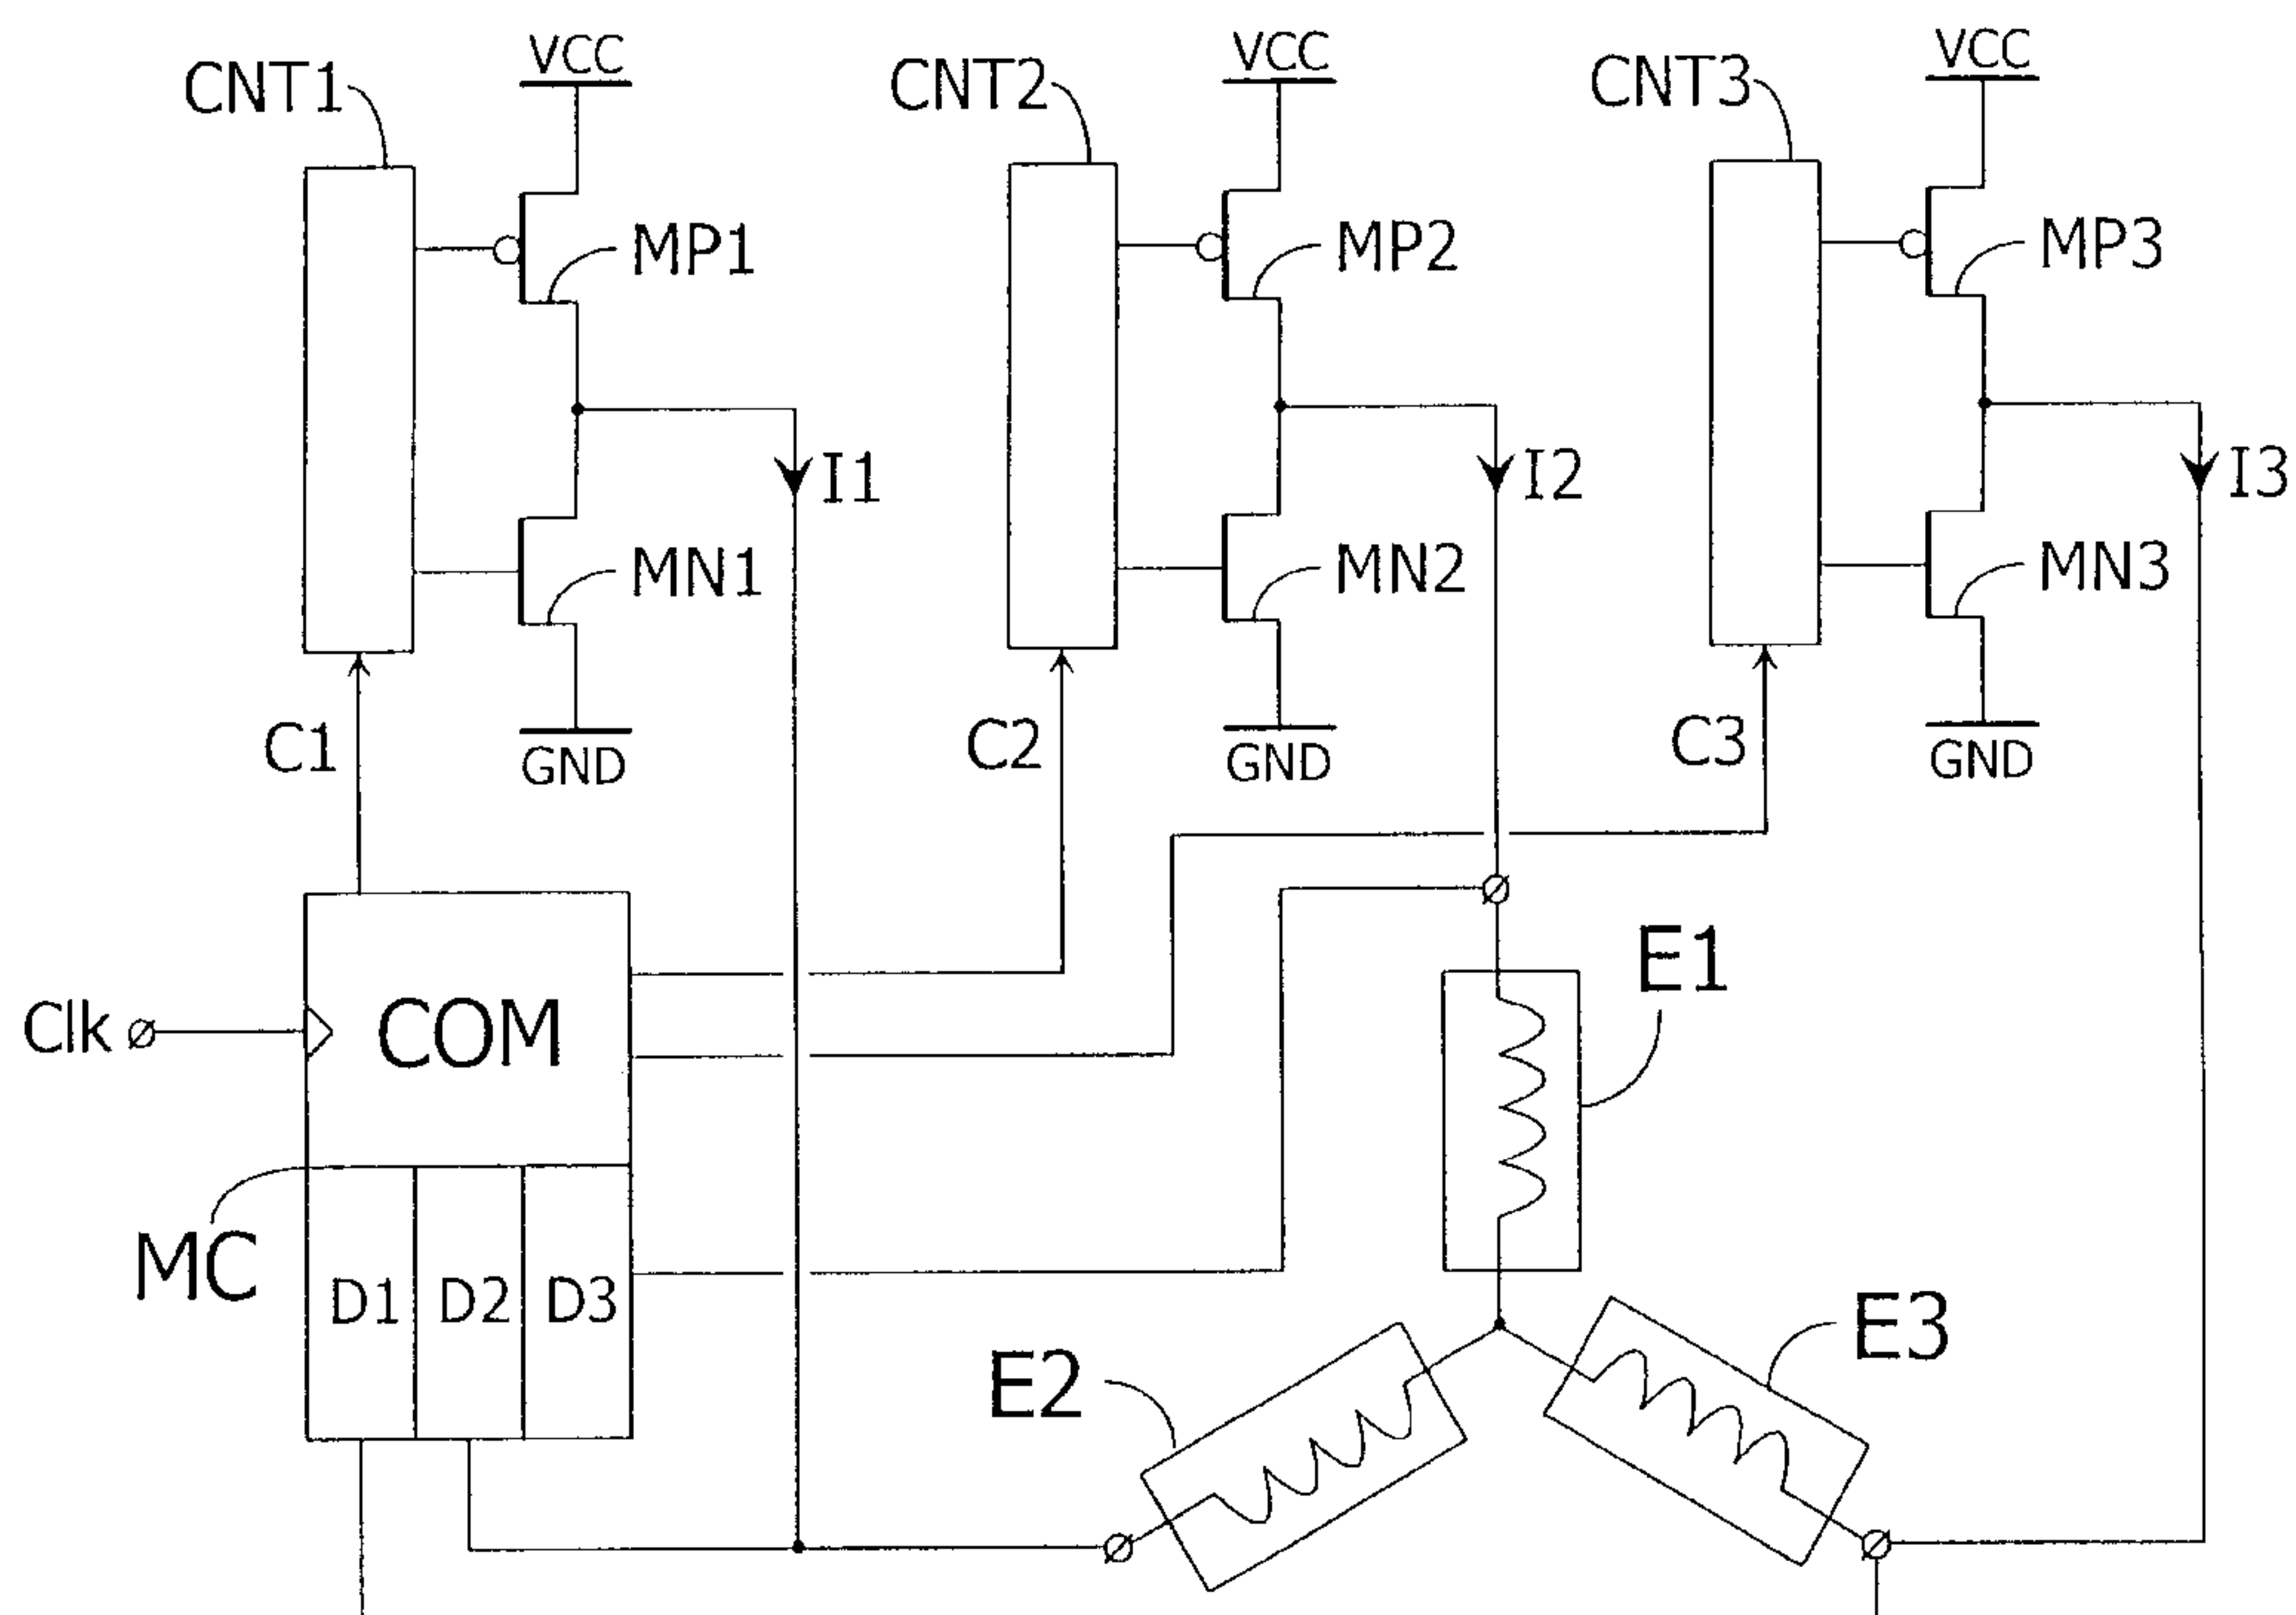 VCC
VCC
VCC
CNT1
CNT2
CNT3
MP1
MP2
MP3
I1
I2
I3
MN1
MN2
MN3
C1
C2
C3
GND
GND
GND
E1
Clk
COM
MC
D1
D2
D3
E2
E3